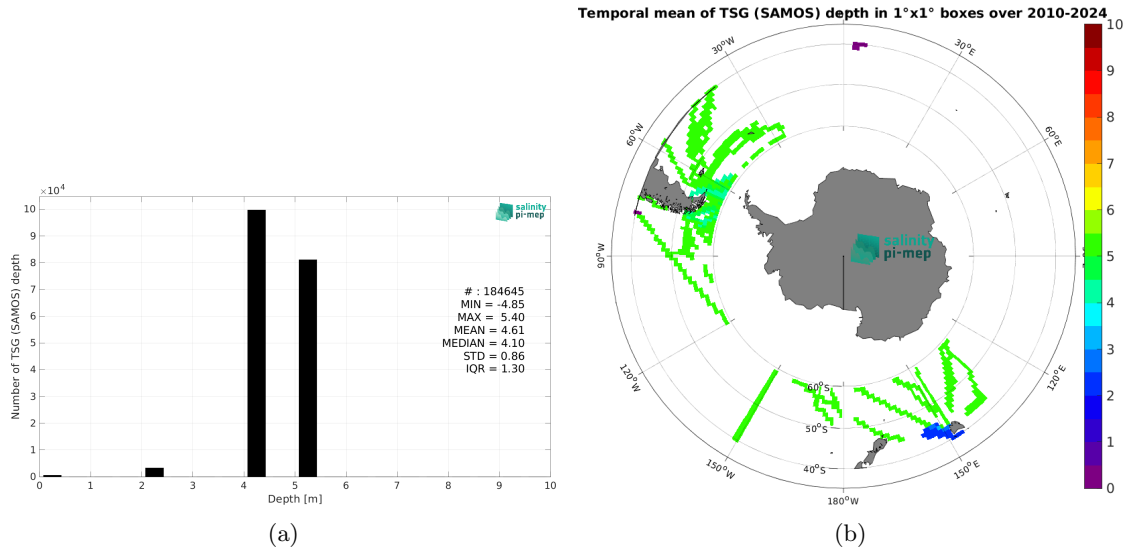 Temporal mean of TSG (SAMOS) depth in 1°x1° boxes over 2010-2024
×10⁴
10
9
8
7
6
5
4
3
2
1
0
Number of TSG (SAMOS) depth
0 1 2 3 4 5 6 7 8 9 10
Depth [m]
salinity
pi-mep
# : 184645
MIN = -4.85
MAX = 5.40
MEAN = 4.61
MEDIAN = 4.10
STD = 0.86
IQR = 1.30
(a)
30°W
30°E
60°W
60°E
90°W
120°W
120°E
150°W
150°E
180°W
60°S
50°S
40°S
salinity
pi-mep
10
9
8
7
6
5
4
3
2
1
0
(b)